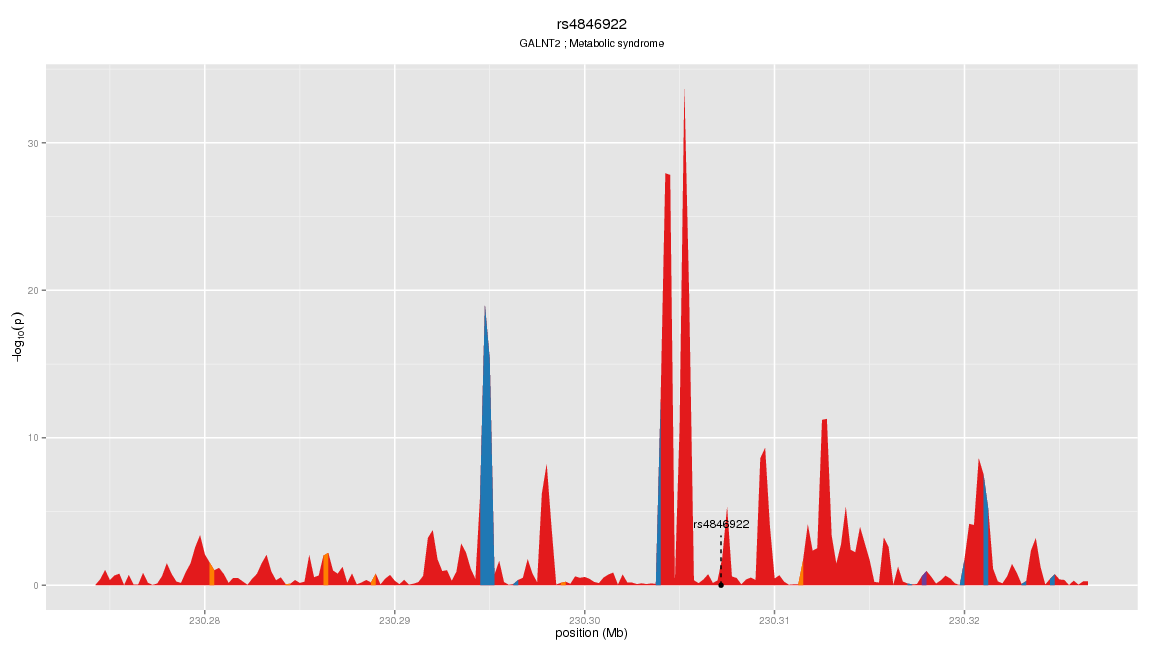 rs4846922
GALNT2 ; Metabolic syndrome
30
20
10
0
−log₁₀(p)
rs4846922
230.28 230.29 230.30 230.31 230.32
position (Mb)